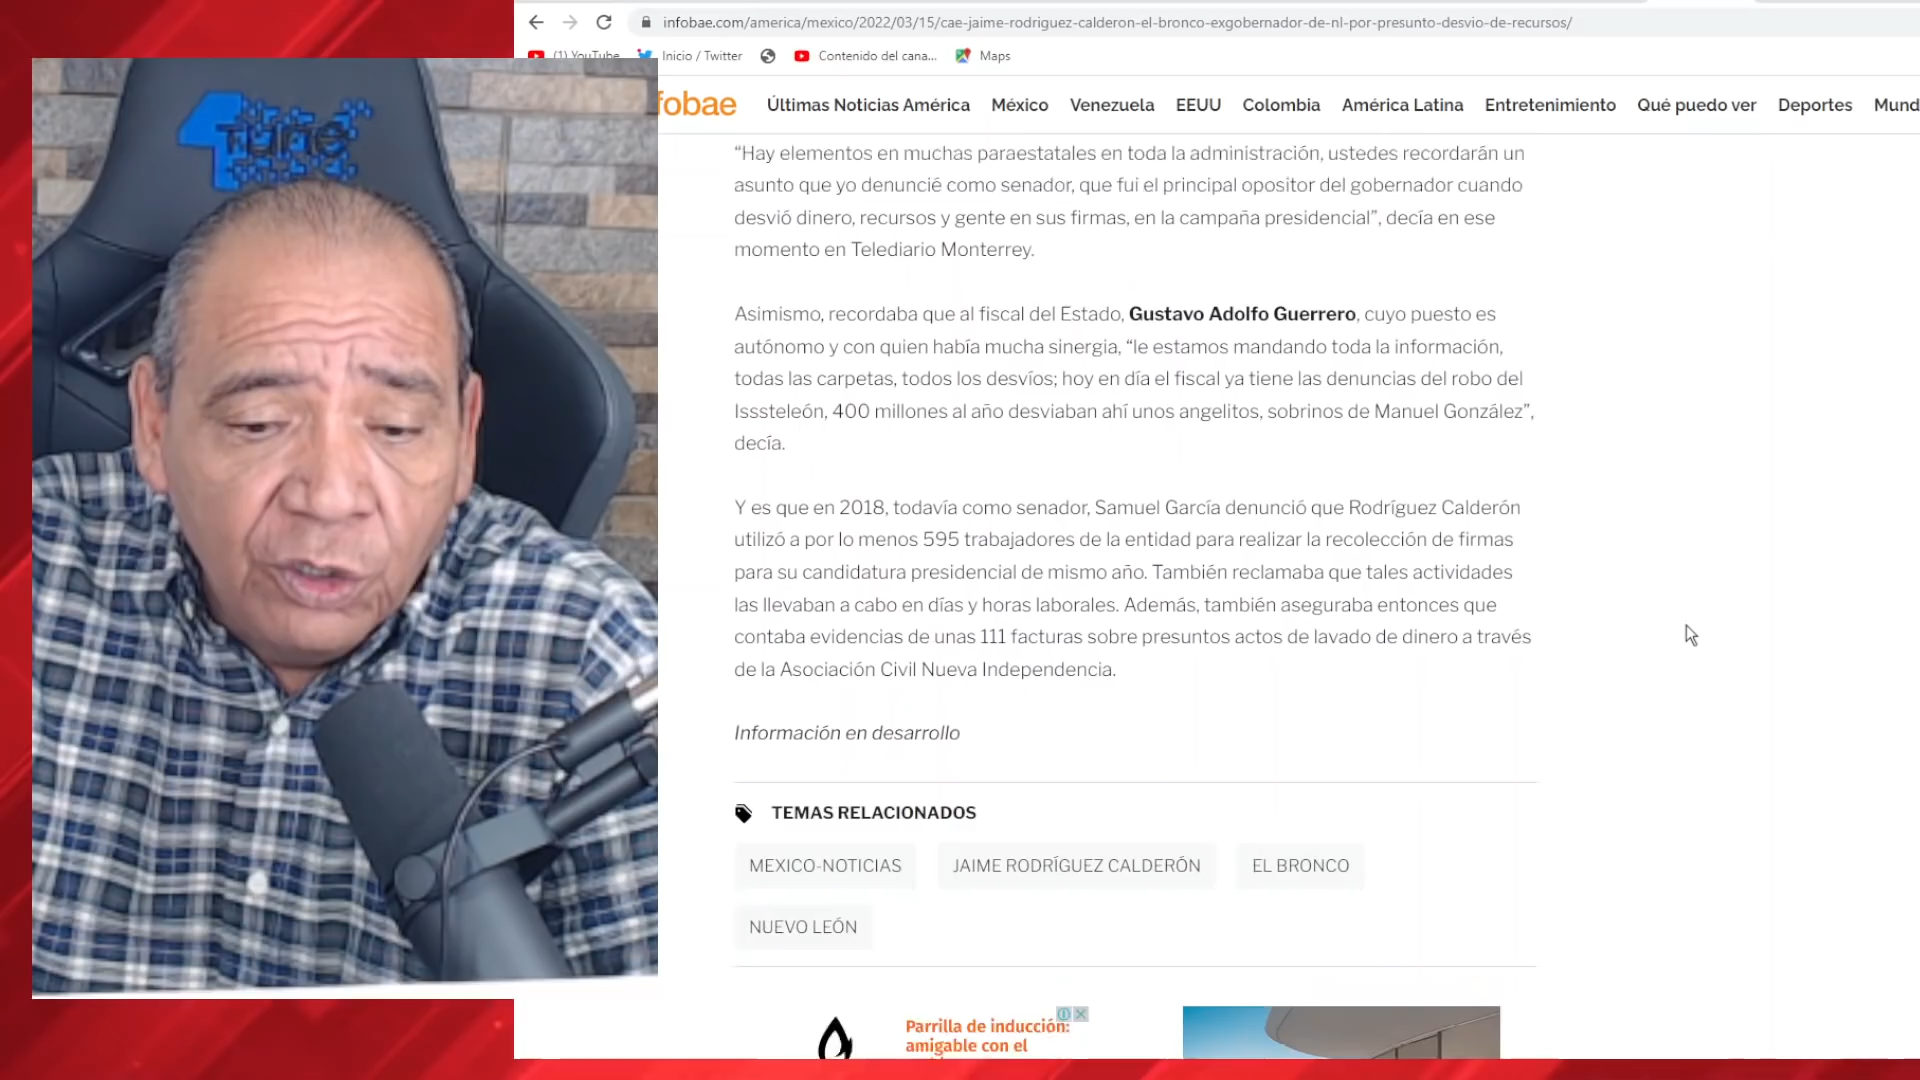 infobae.com/america/mexico/2022/03/15/cae-jaime-rodriguez-calderon-el-bronco-exgobernador-de-nl-por-presunto-desvio-de-recursos/
(1) YouTube Inicio / Twitter Contenido del cana... Maps
fobae Últimas Noticias América México Venezuela EEUU Colombia América Latina Entretenimiento Qué puedo ver Deportes Mund
“Hay elementos en muchas paraestatales en toda la administración, ustedes recordarán un
asunto que yo denuncié como senador, que fui el principal opositor del gobernador cuando
desvió dinero, recursos y gente en sus firmas, en la campaña presidencial”, decía en ese
momento en Telediario Monterrey.
Asimismo, recordaba que al fiscal del Estado, Gustavo Adolfo Guerrero, cuyo puesto es
autónomo y con quien había mucha sinergia, “le estamos mandando toda la información,
todas las carpetas, todos los desvíos; hoy en día el fiscal ya tiene las denuncias del robo del
Isssteleón, 400 millones al año desviaban ahí unos angelitos, sobrinos de Manuel González”,
decía.
Y es que en 2018, todavía como senador, Samuel García denunció que Rodríguez Calderón
utilizó a por lo menos 595 trabajadores de la entidad para realizar la recolección de firmas
para su candidatura presidencial de mismo año. También reclamaba que tales actividades
las llevaban a cabo en días y horas laborales. Además, también aseguraba entonces que
contaba evidencias de unas 111 facturas sobre presuntos actos de lavado de dinero a través
de la Asociación Civil Nueva Independencia.
Información en desarrollo
TEMAS RELACIONADOS
MEXICO-NOTICIAS JAIME RODRÍGUEZ CALDERÓN EL BRONCO
NUEVO LEÓN
Parrilla de inducción:
amigable con el